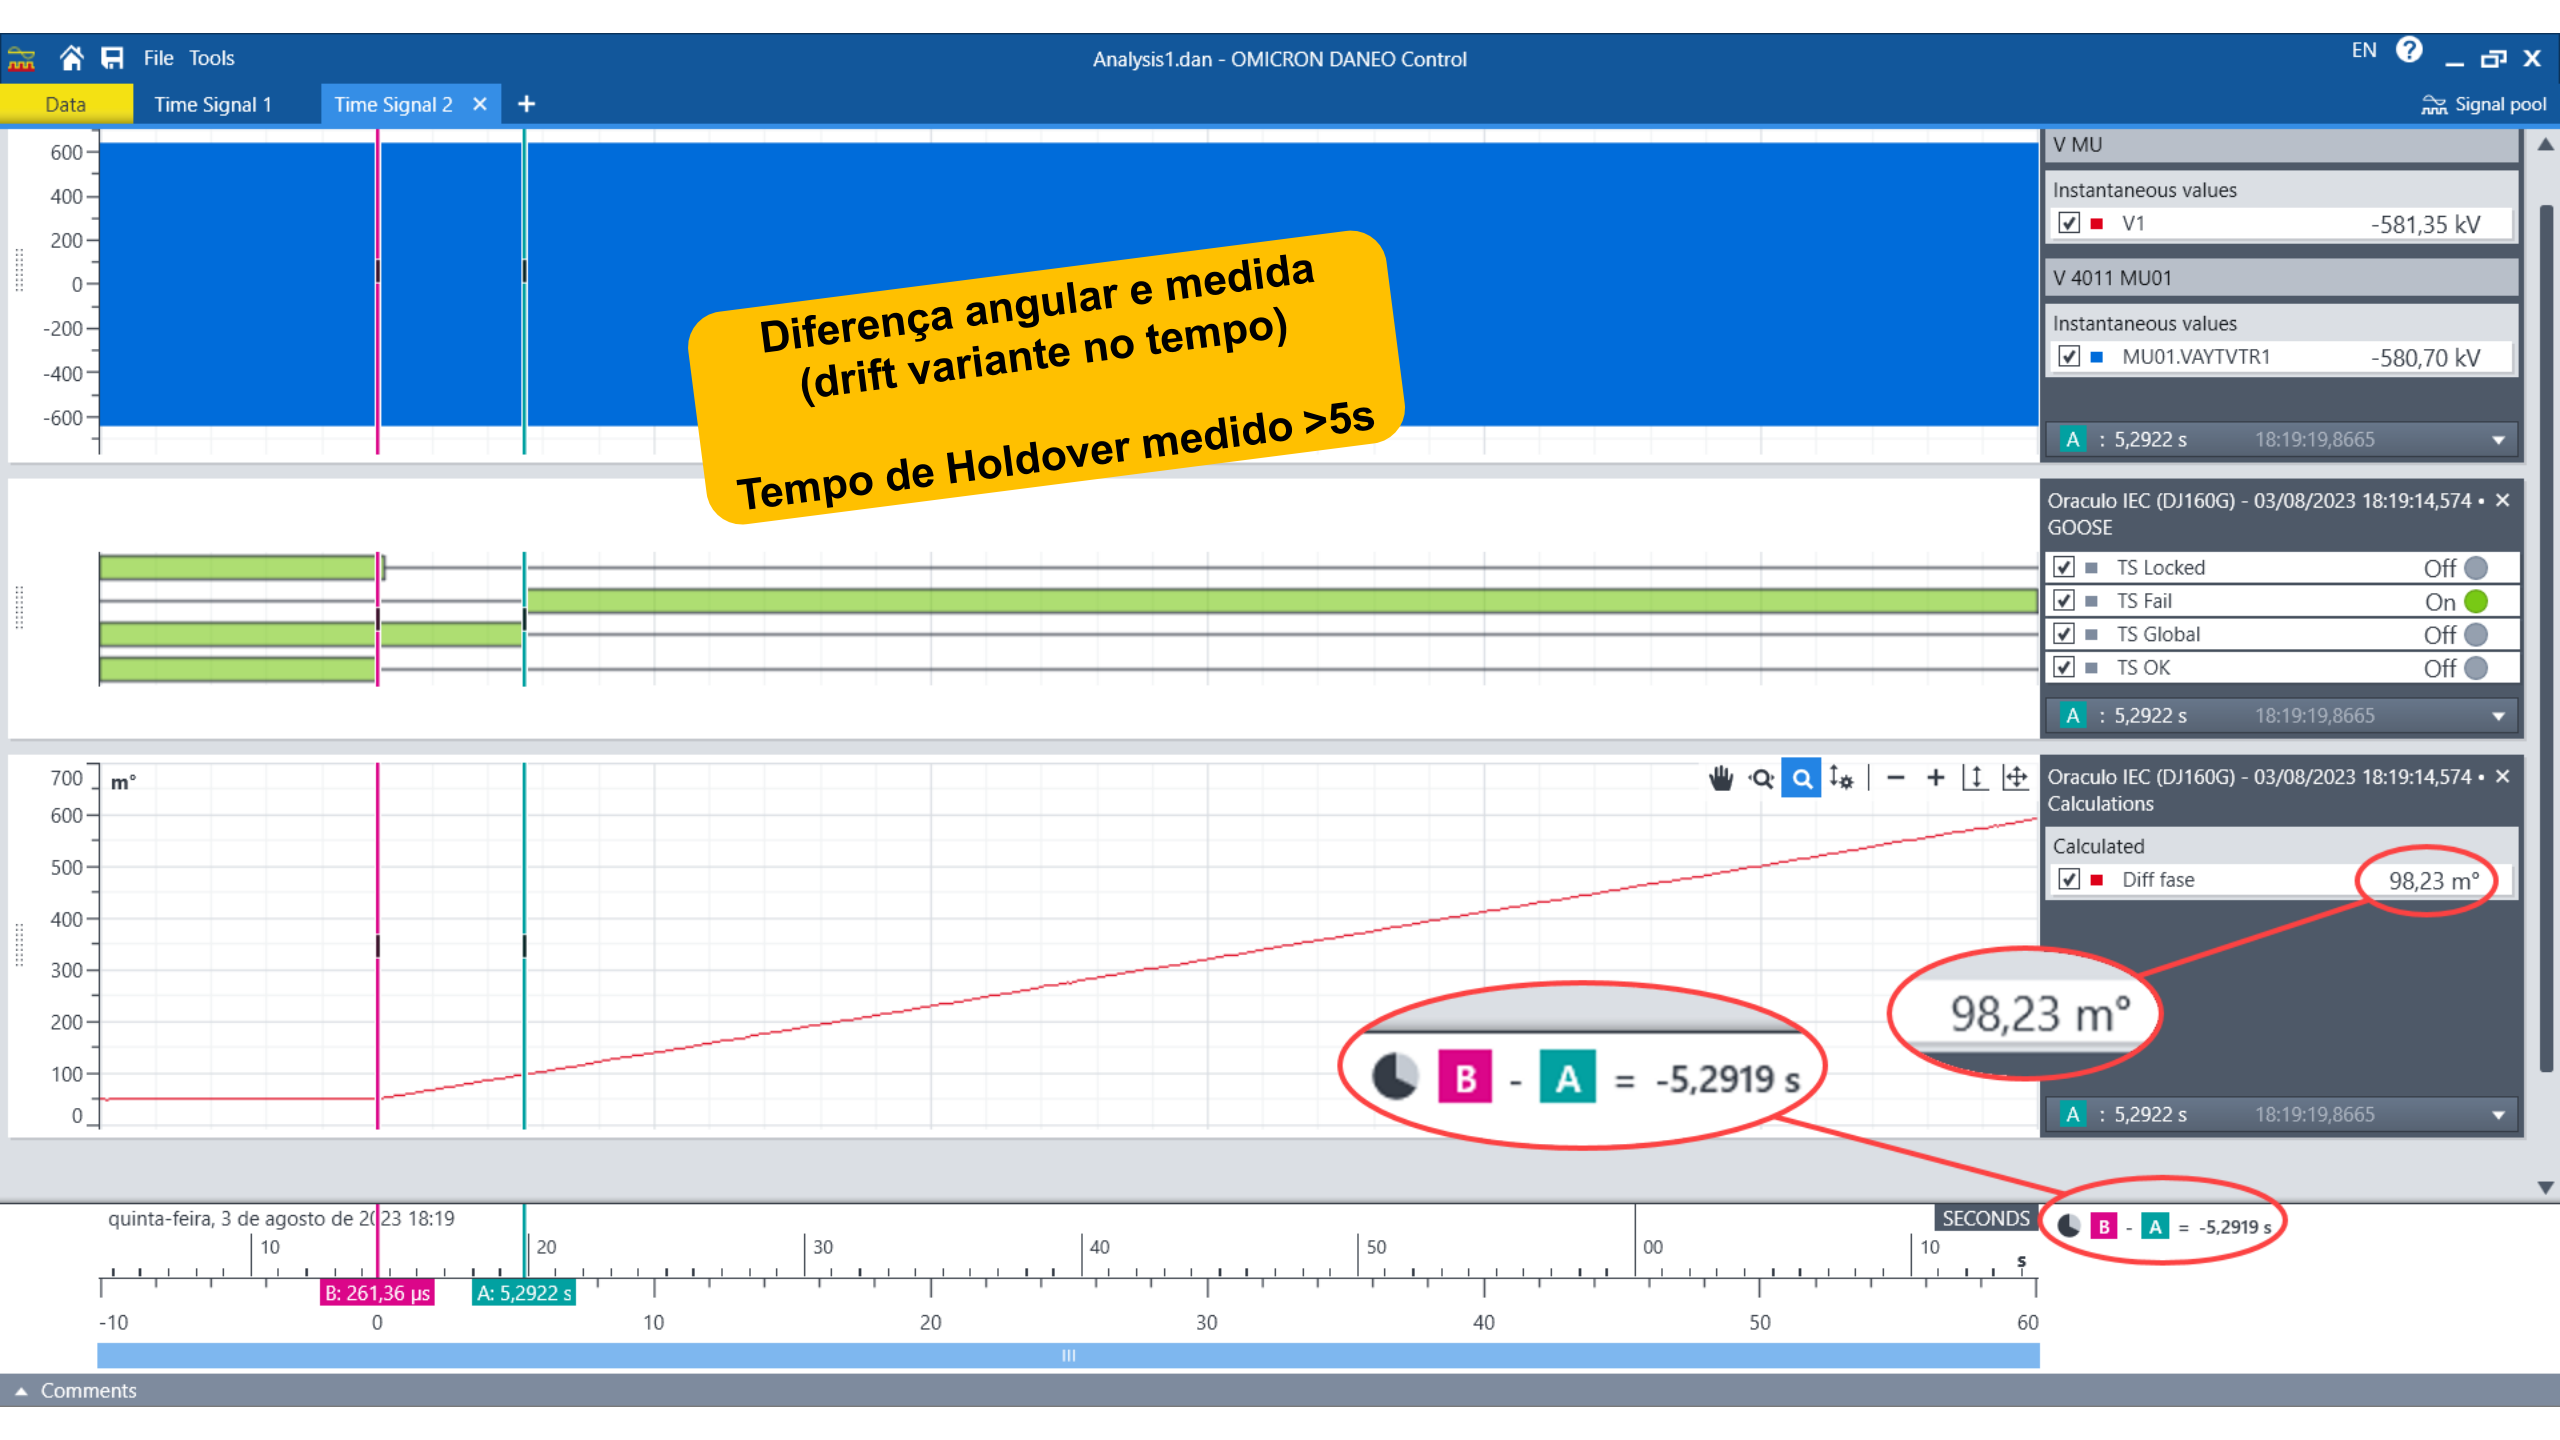 File Tools
Analysis1.dan - OMICRON DANEO Control
EN ? _ X
Data
Time Signal 1
Time Signal 2 × +
Signal pool
600
400
200
0
-200
-400
-600
Diferença angular e medida
(drift variante no tempo)
Tempo de Holdover medido >5s
V MU
Instantaneous values
V1 -581,35 kV
V 4011 MU01
Instantaneous values
MU01.VAYTVTR1 -580,70 kV
A : 5,2922 s 18:19:19,8665
Oraculo IEC (DJ160G) - 03/08/2023 18:19:14,574 • ×
GOOSE
TS Locked Off
TS Fail On
TS Global Off
TS OK Off
A : 5,2922 s 18:19:19,8665
700 m°
600
500
400
300
200
100
0
Oraculo IEC (DJ160G) - 03/08/2023 18:19:14,574 • ×
Calculations
Calculated
Diff fase 98,23 m°
98,23 m°
B - A = -5,2919 s
A : 5,2922 s 18:19:19,8665
quinta-feira, 3 de agosto de 2023 18:19
SECONDS
B - A = -5,2919 s
10 20 30 40 50 00 10
s
B: 261,36 µs A: 5,2922 s
-10 0 10 20 30 40 50 60
Comments